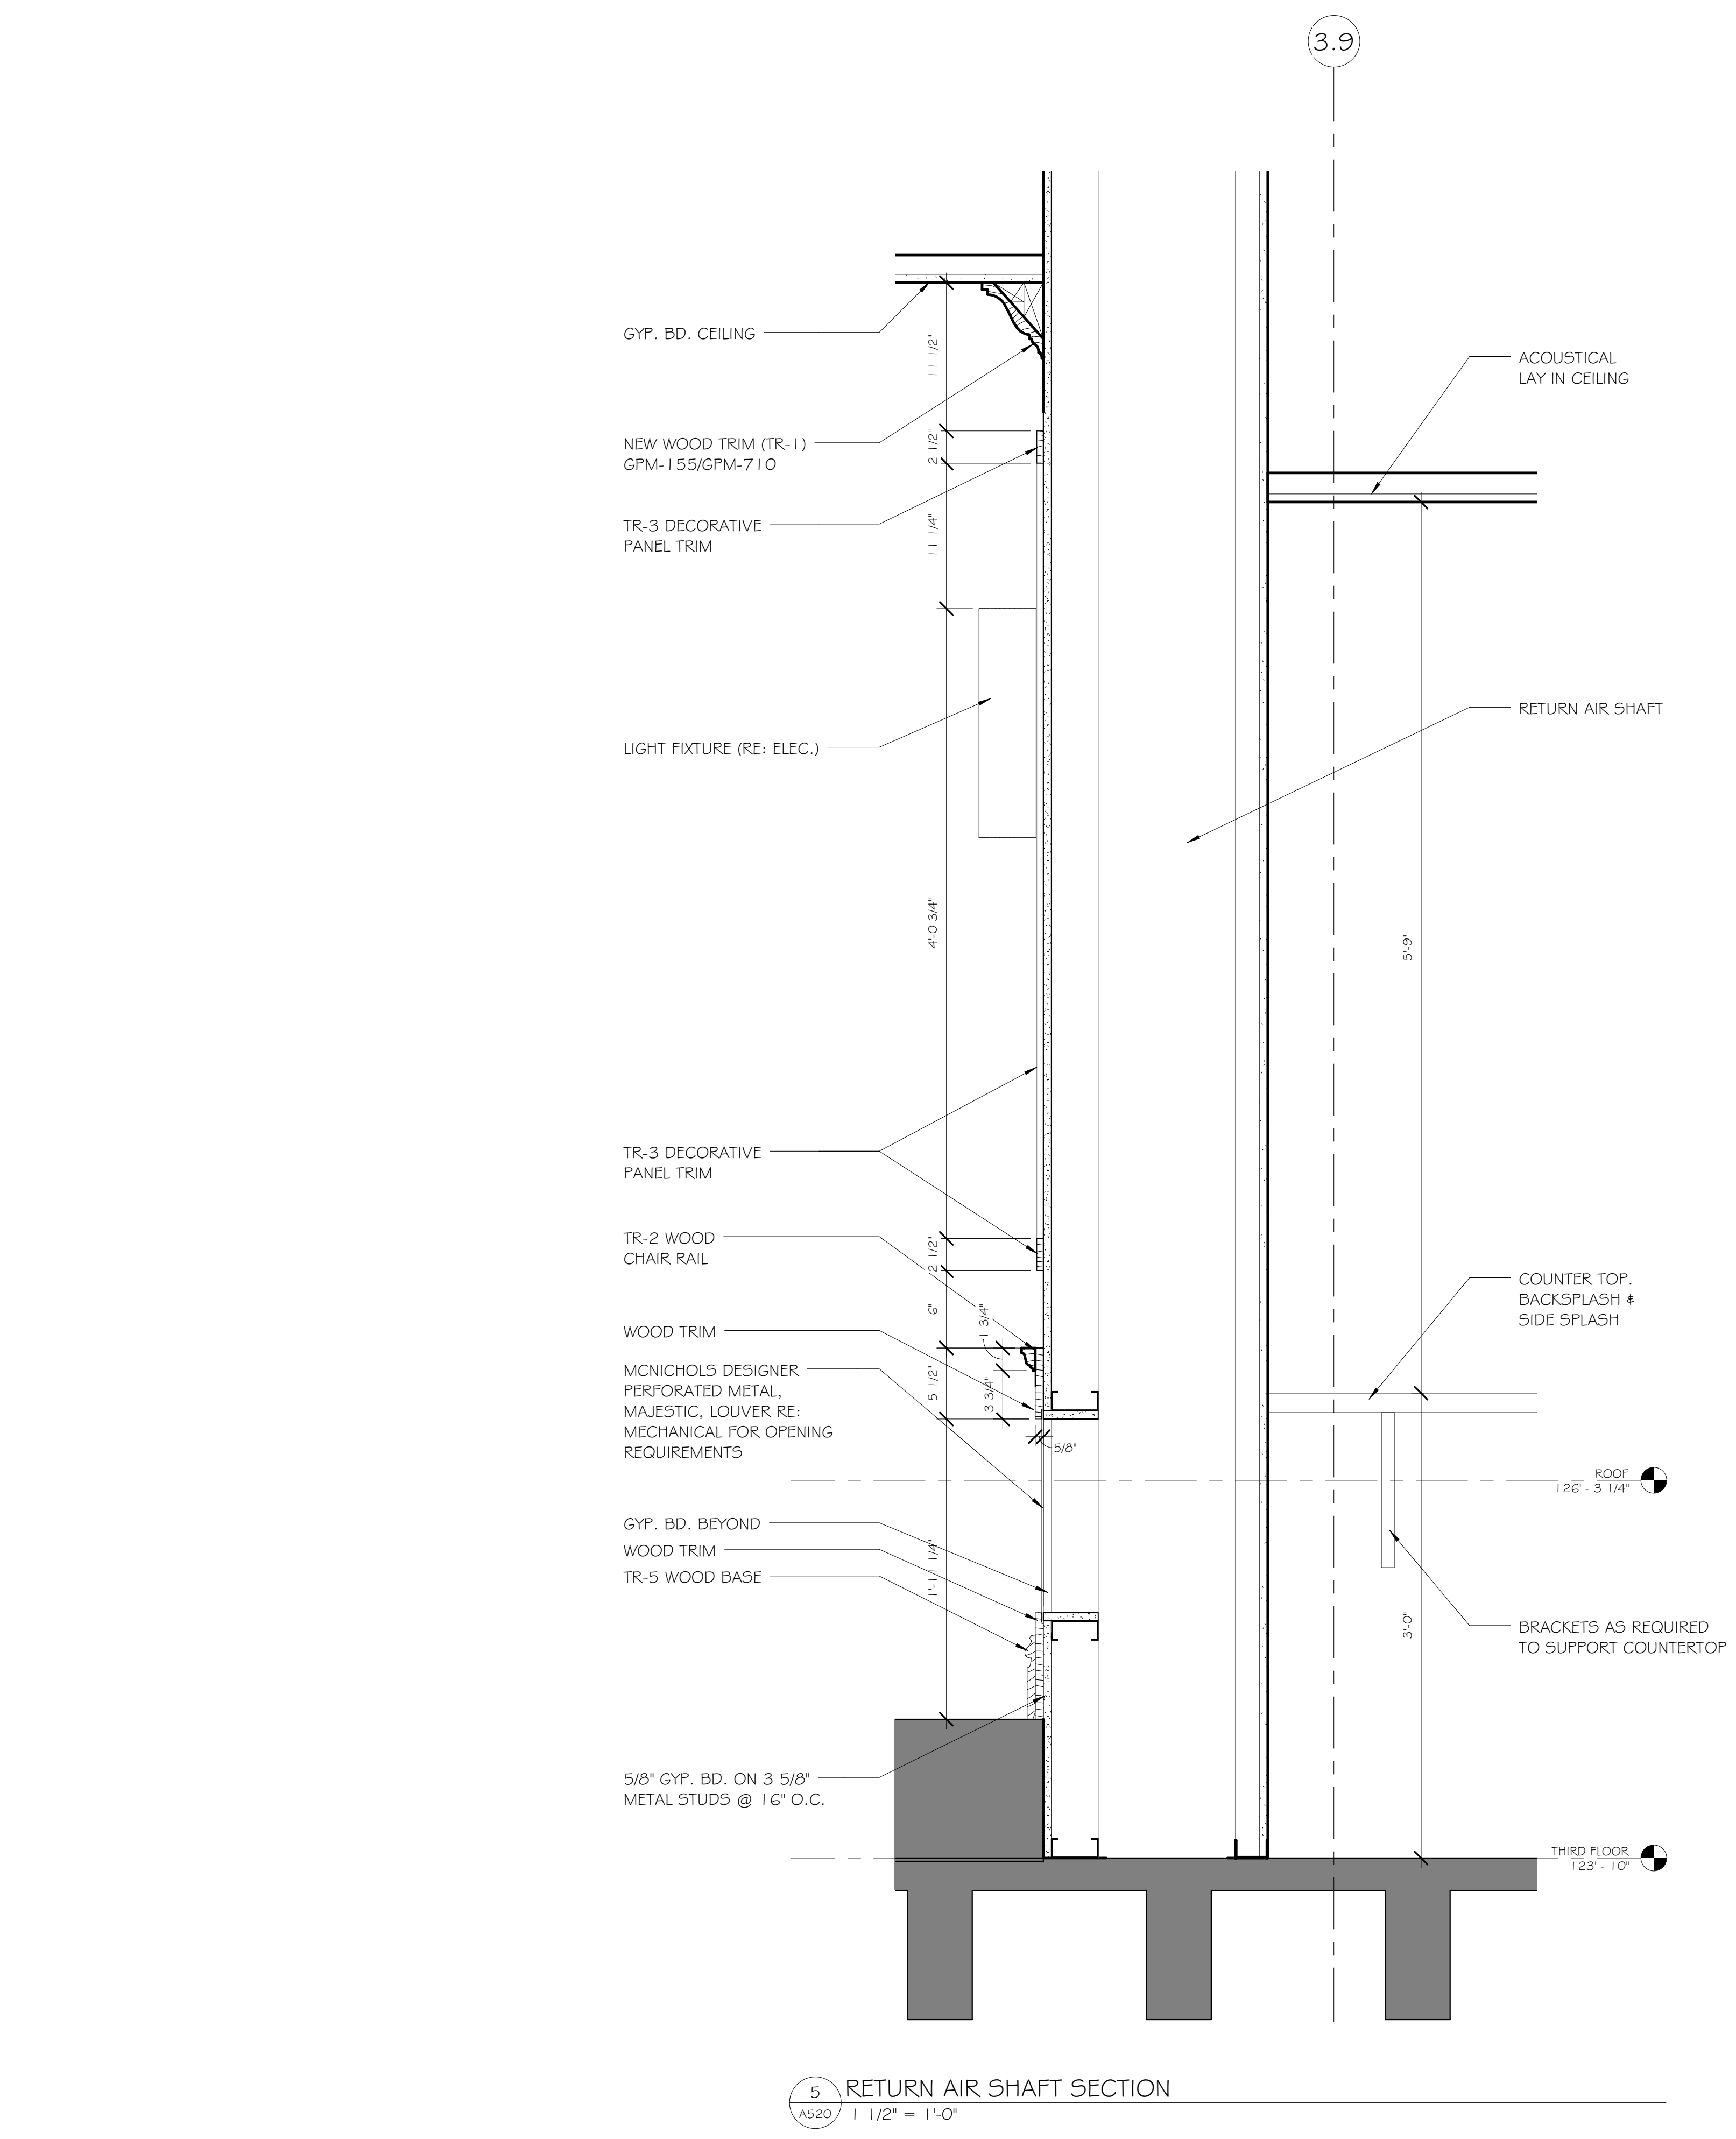 3.9
GYP. BD. CEILING
NEW WOOD TRIM (TR-1)
GPM-155/GPM-710
TR-3 DECORATIVE
PANEL TRIM
LIGHT FIXTURE (RE: ELEC.)
TR-3 DECORATIVE
PANEL TRIM
TR-2 WOOD
CHAIR RAIL
WOOD TRIM
MCNICHOLS DESIGNER
PERFORATED METAL,
MAJESTIC, LOUVER RE:
MECHANICAL FOR OPENING
REQUIREMENTS
GYP. BD. BEYOND
WOOD TRIM
TR-5 WOOD BASE
5/8" GYP. BD. ON 3 5/8"
METAL STUDS @ 16" O.C.
11 1/2"
2 1/2"
11 1/4"
4'-0 3/4"
2 1/2"
6"
5 1/2"
1'-11 1/4"
1 3/4"
3 3/4"
5/8"
5'-9"
3'-0"
ACOUSTICAL
LAY IN CEILING
RETURN AIR SHAFT
COUNTER TOP.
BACKSPLASH &
SIDE SPLASH
ROOF
126' - 3 1/4"
BRACKETS AS REQUIRED
TO SUPPORT COUNTERTOP
THIRD FLOOR
123' - 10"
5
A520
RETURN AIR SHAFT SECTION
1 1/2" = 1'-0"